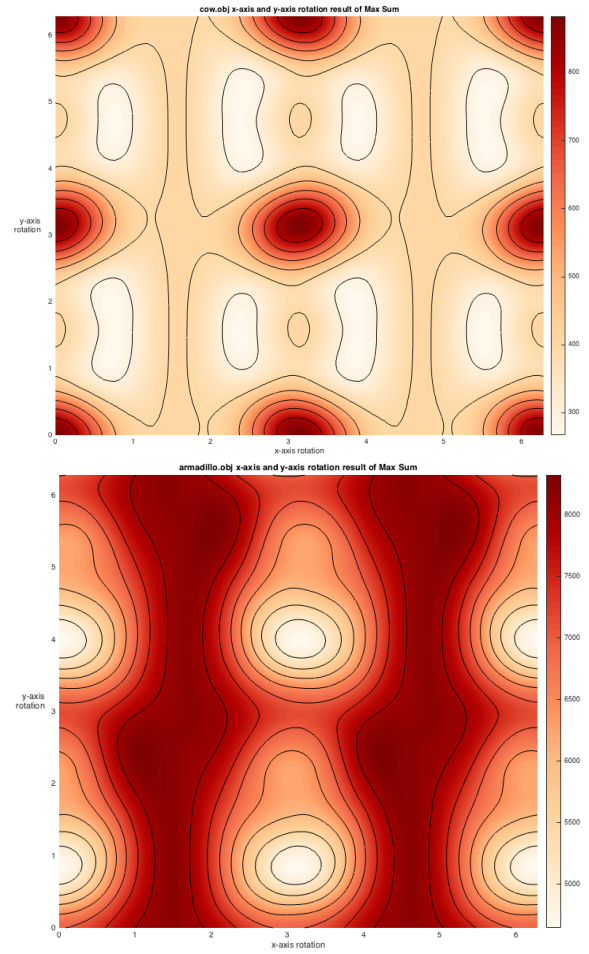 cow.obj x-axis and y-axis rotation result of Max Sum
6
5
4
3
2
1
0
y-axis
rotation
0 1 2 3 4 5 6
x-axis rotation
800
700
600
500
400
300
armadillo.obj x-axis and y-axis rotation result of Max Sum
6
5
4
3
2
1
0
y-axis
rotation
0 1 2 3 4 5 6
x-axis rotation
8000
7500
7000
6500
6000
5500
5000